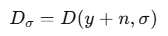 D_σ = D(y + n, σ)